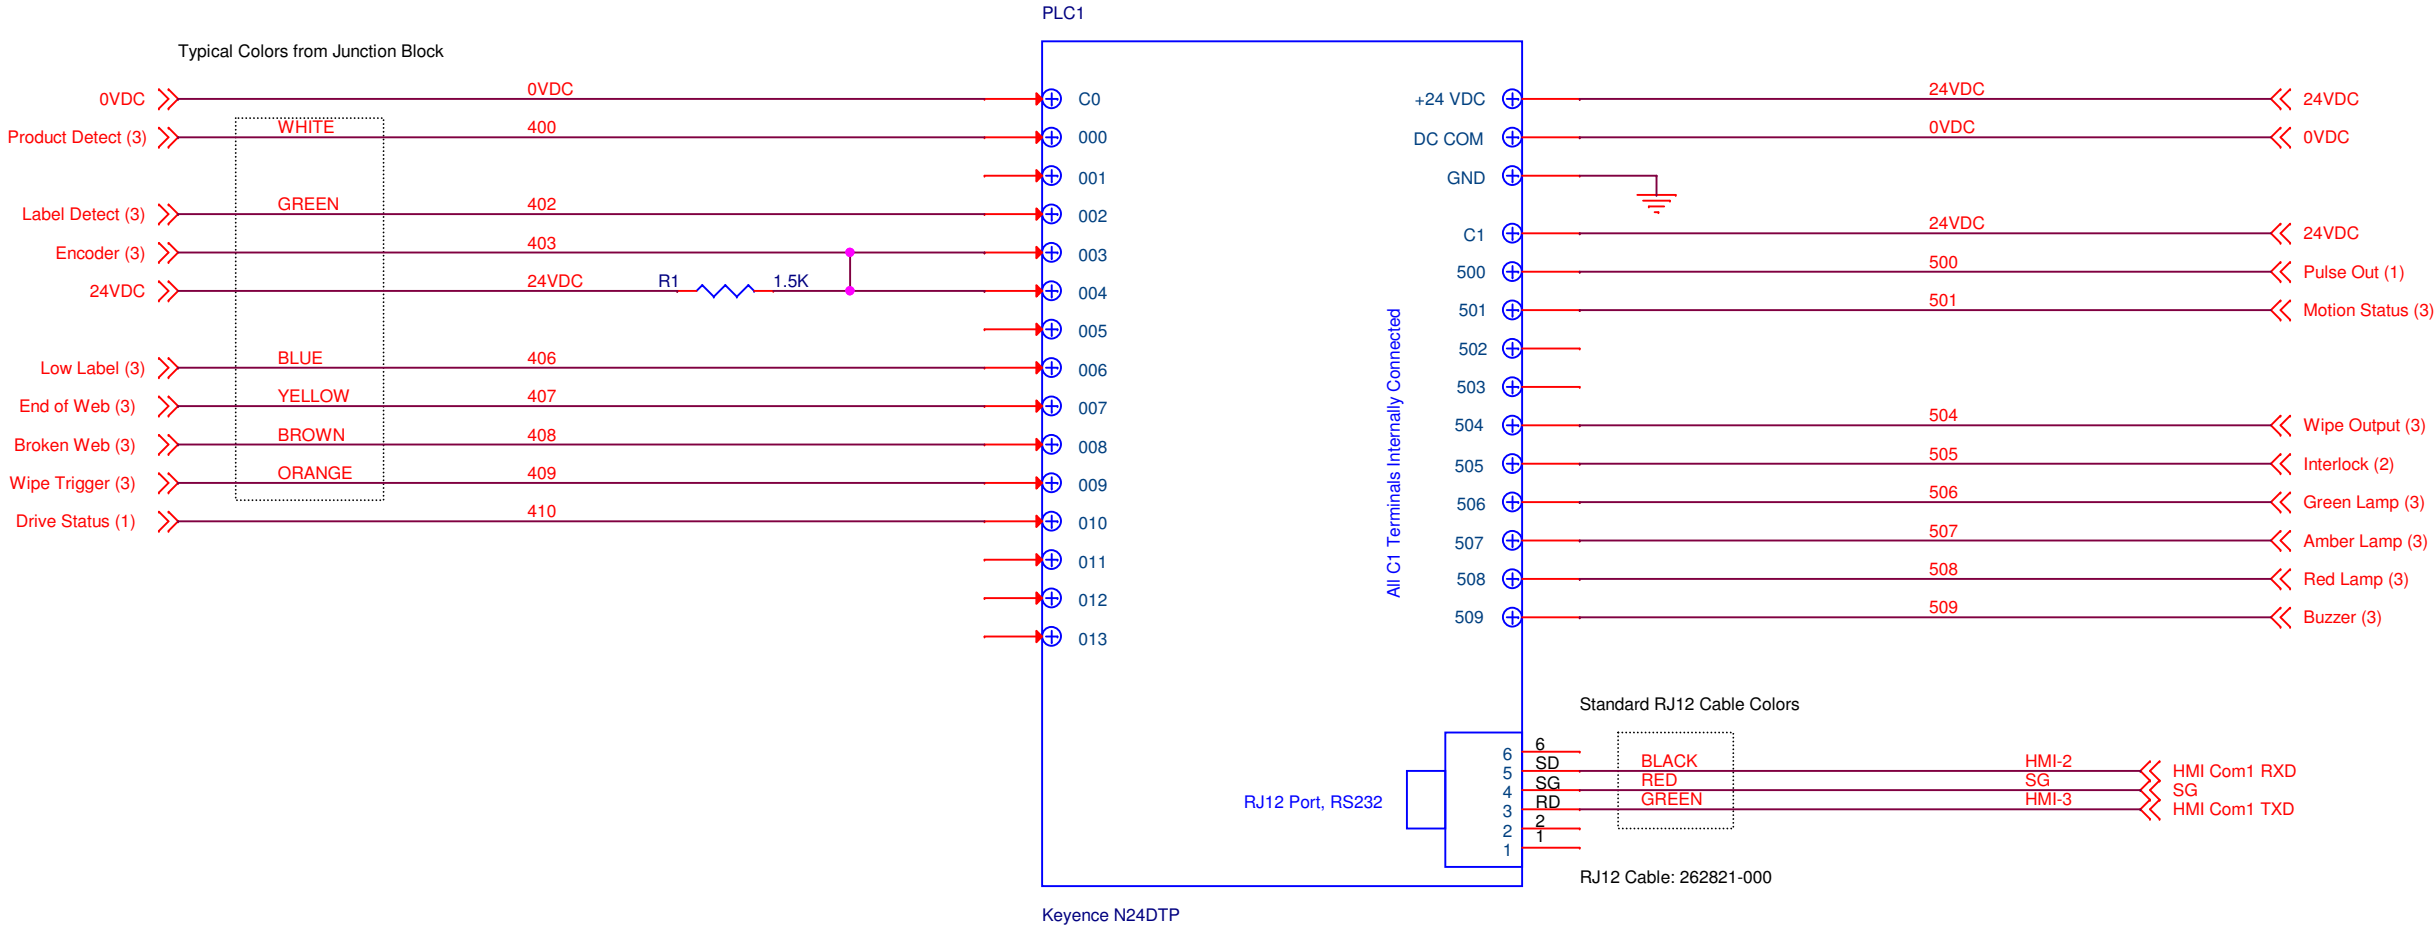 PLC1
Typical Colors from Junction Block
0VDC 0VDC C0 +24 VDC 24VDC 24VDC
Product Detect (3) WHITE 400 000 DC COM 0VDC 0VDC
001 GND
Label Detect (3) GREEN 402 002 C1 24VDC 24VDC
Encoder (3) 403 003 500 500 Pulse Out (1)
24VDC 24VDC R1 1.5K 004 501 501 Motion Status (3)
005 502
Low Label (3) BLUE 406 006 503
End of Web (3) YELLOW 407 007 504 504 Wipe Output (3)
Broken Web (3) BROWN 408 008 505 505 Interlock (2)
Wipe Trigger (3) ORANGE 409 009 506 506 Green Lamp (3)
Drive Status (1) 410 010 507 507 Amber Lamp (3)
011 508 508 Red Lamp (3)
012 509 509 Buzzer (3)
013
All C1 Terminals Internally Connected
Standard RJ12 Cable Colors
6 6
5 SD BLACK HMI-2 HMI Com1 RXD
4 SG RED SG SG
RJ12 Port, RS232 3 RD GREEN HMI-3 HMI Com1 TXD
2 2
1 1
RJ12 Cable: 262821-000
Keyence N24DTP